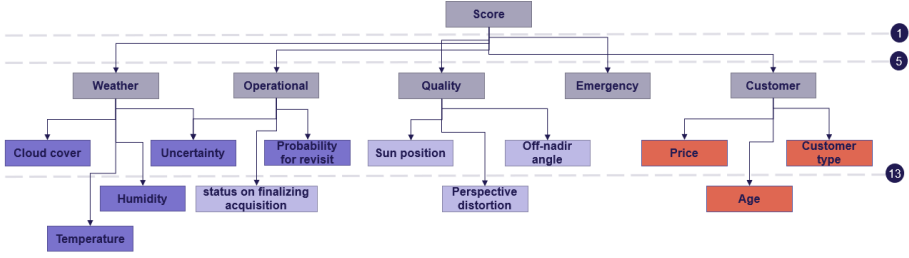 Score
1
5
Weather
Operational
Quality
Emergency
Customer
Cloud cover
Uncertainty
Probability
for revisit
Sun position
Off-nadir
angle
Price
Customer
type
13
Humidity
status on finalizing
acquisition
Perspective
distortion
Age
Temperature